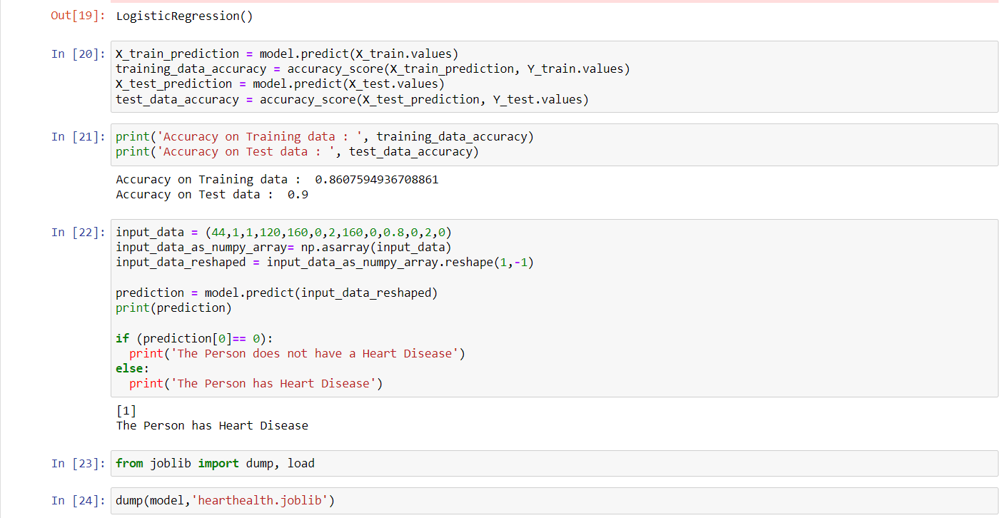 Out[19]: LogisticRegression()
In [20]: X_train_prediction = model.predict(X_train.values)
training_data_accuracy = accuracy_score(X_train_prediction, Y_train.values)
X_test_prediction = model.predict(X_test.values)
test_data_accuracy = accuracy_score(X_test_prediction, Y_test.values)
In [21]: print('Accuracy on Training data : ', training_data_accuracy)
print('Accuracy on Test data : ', test_data_accuracy)
Accuracy on Training data :  0.8607594936708861
Accuracy on Test data :  0.9
In [22]: input_data = (44,1,1,120,160,0,2,160,0,0.8,0,2,0)
input_data_as_numpy_array= np.asarray(input_data)
input_data_reshaped = input_data_as_numpy_array.reshape(1,-1)
prediction = model.predict(input_data_reshaped)
print(prediction)
if (prediction[0]== 0):
  print('The Person does not have a Heart Disease')
else:
  print('The Person has Heart Disease')
[1]
The Person has Heart Disease
In [23]: from joblib import dump, load
In [24]: dump(model,'hearthealth.joblib')